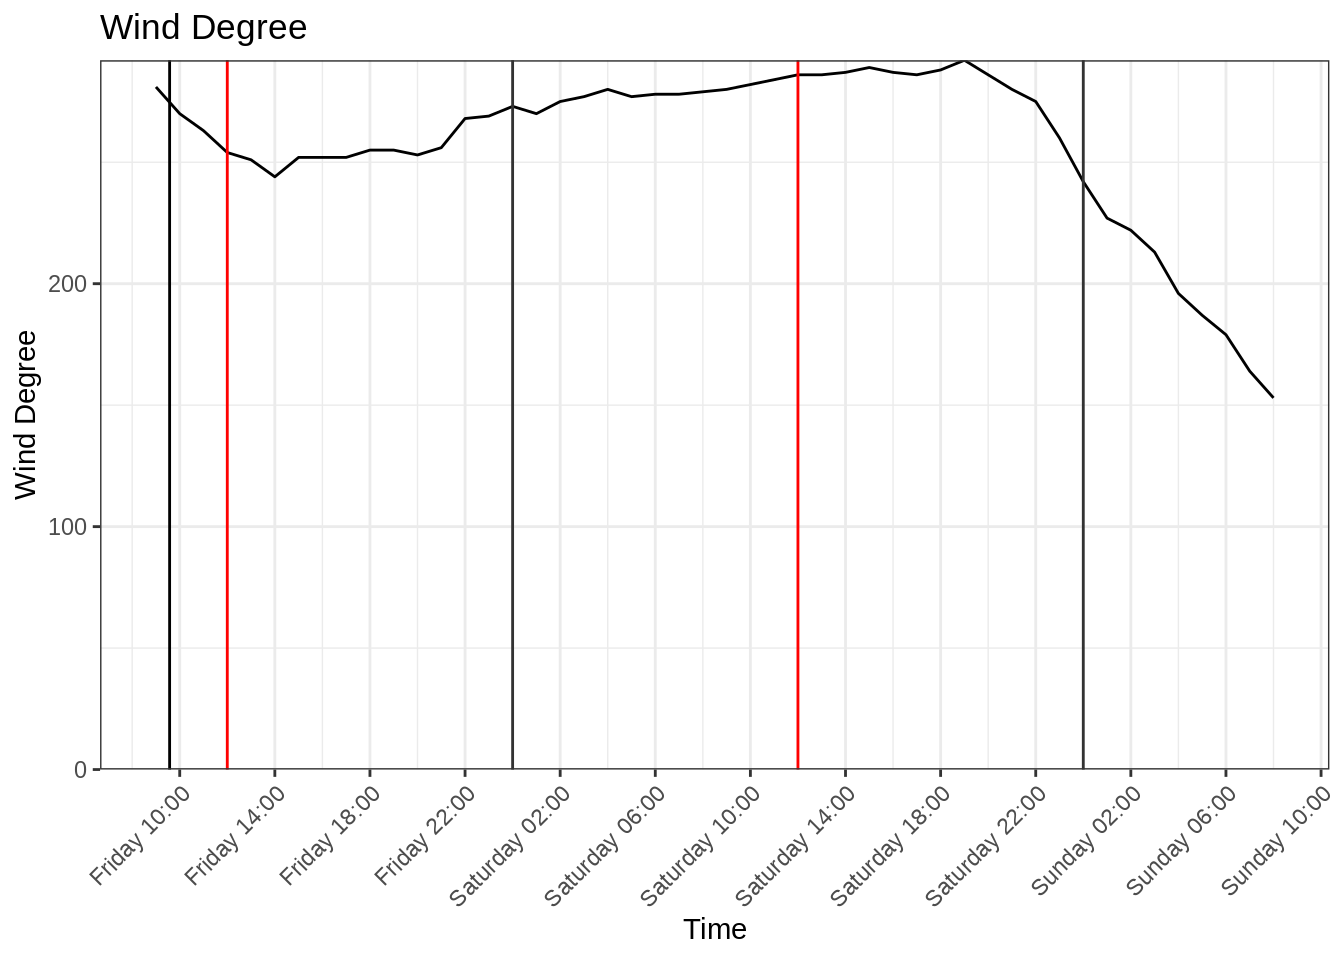 Wind Degree
Wind Degree
200
100
0
Friday 10:00
Friday 14:00
Friday 18:00
Friday 22:00
Saturday 02:00
Saturday 06:00
Saturday 10:00
Saturday 14:00
Saturday 18:00
Saturday 22:00
Sunday 02:00
Sunday 06:00
Sunday 10:00
Time